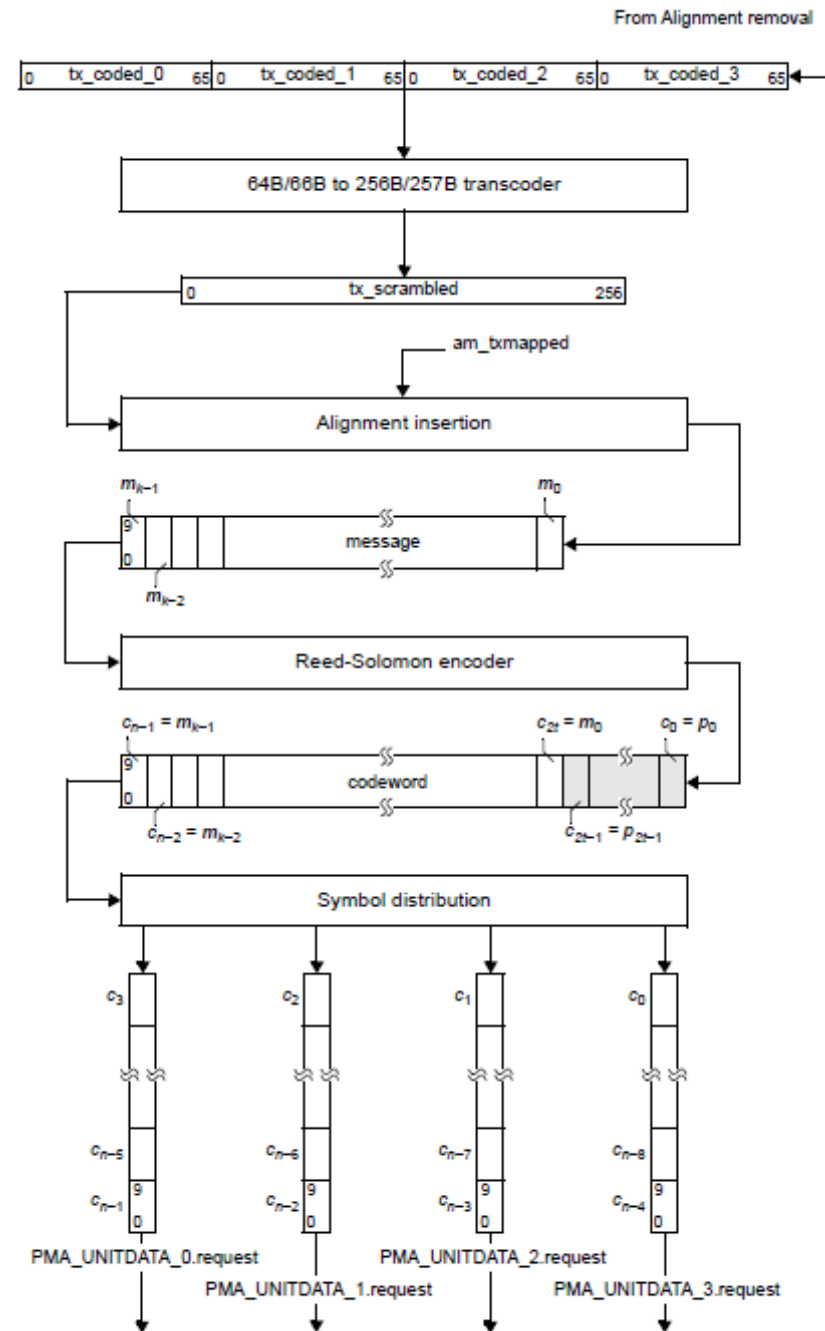 From Alignment removal
0 tx_coded_0 65 0 tx_coded_1 65 0 tx_coded_2 65 0 tx_coded_3 65
64B/66B to 256B/257B transcoder
0 tx_scrambled 256
am_txmapped
Alignment insertion
mk–1 m0
9
message
0
mk–2
Reed-Solomon encoder
cn–1 = mk–1 c2t = m0 c0 = p0
9
codeword
0
cn–2 = mk–2 c2t–1 = p2t–1
Symbol distribution
c3 c2 c1 c0
cn–5 cn–6 cn–7 cn–8
9 9 9 9
cn–1 cn–2 cn–3 cn–4
0 0 0 0
PMA_UNITDATA_0.request PMA_UNITDATA_2.request
PMA_UNITDATA_1.request PMA_UNITDATA_3.request